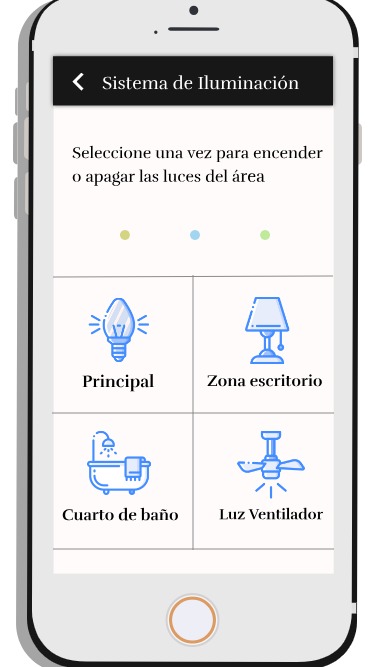 Sistema de Iluminación
Seleccione una vez para encender
o apagar las luces del área
Principal
Zona escritorio
Cuarto de baño
Luz Ventilador